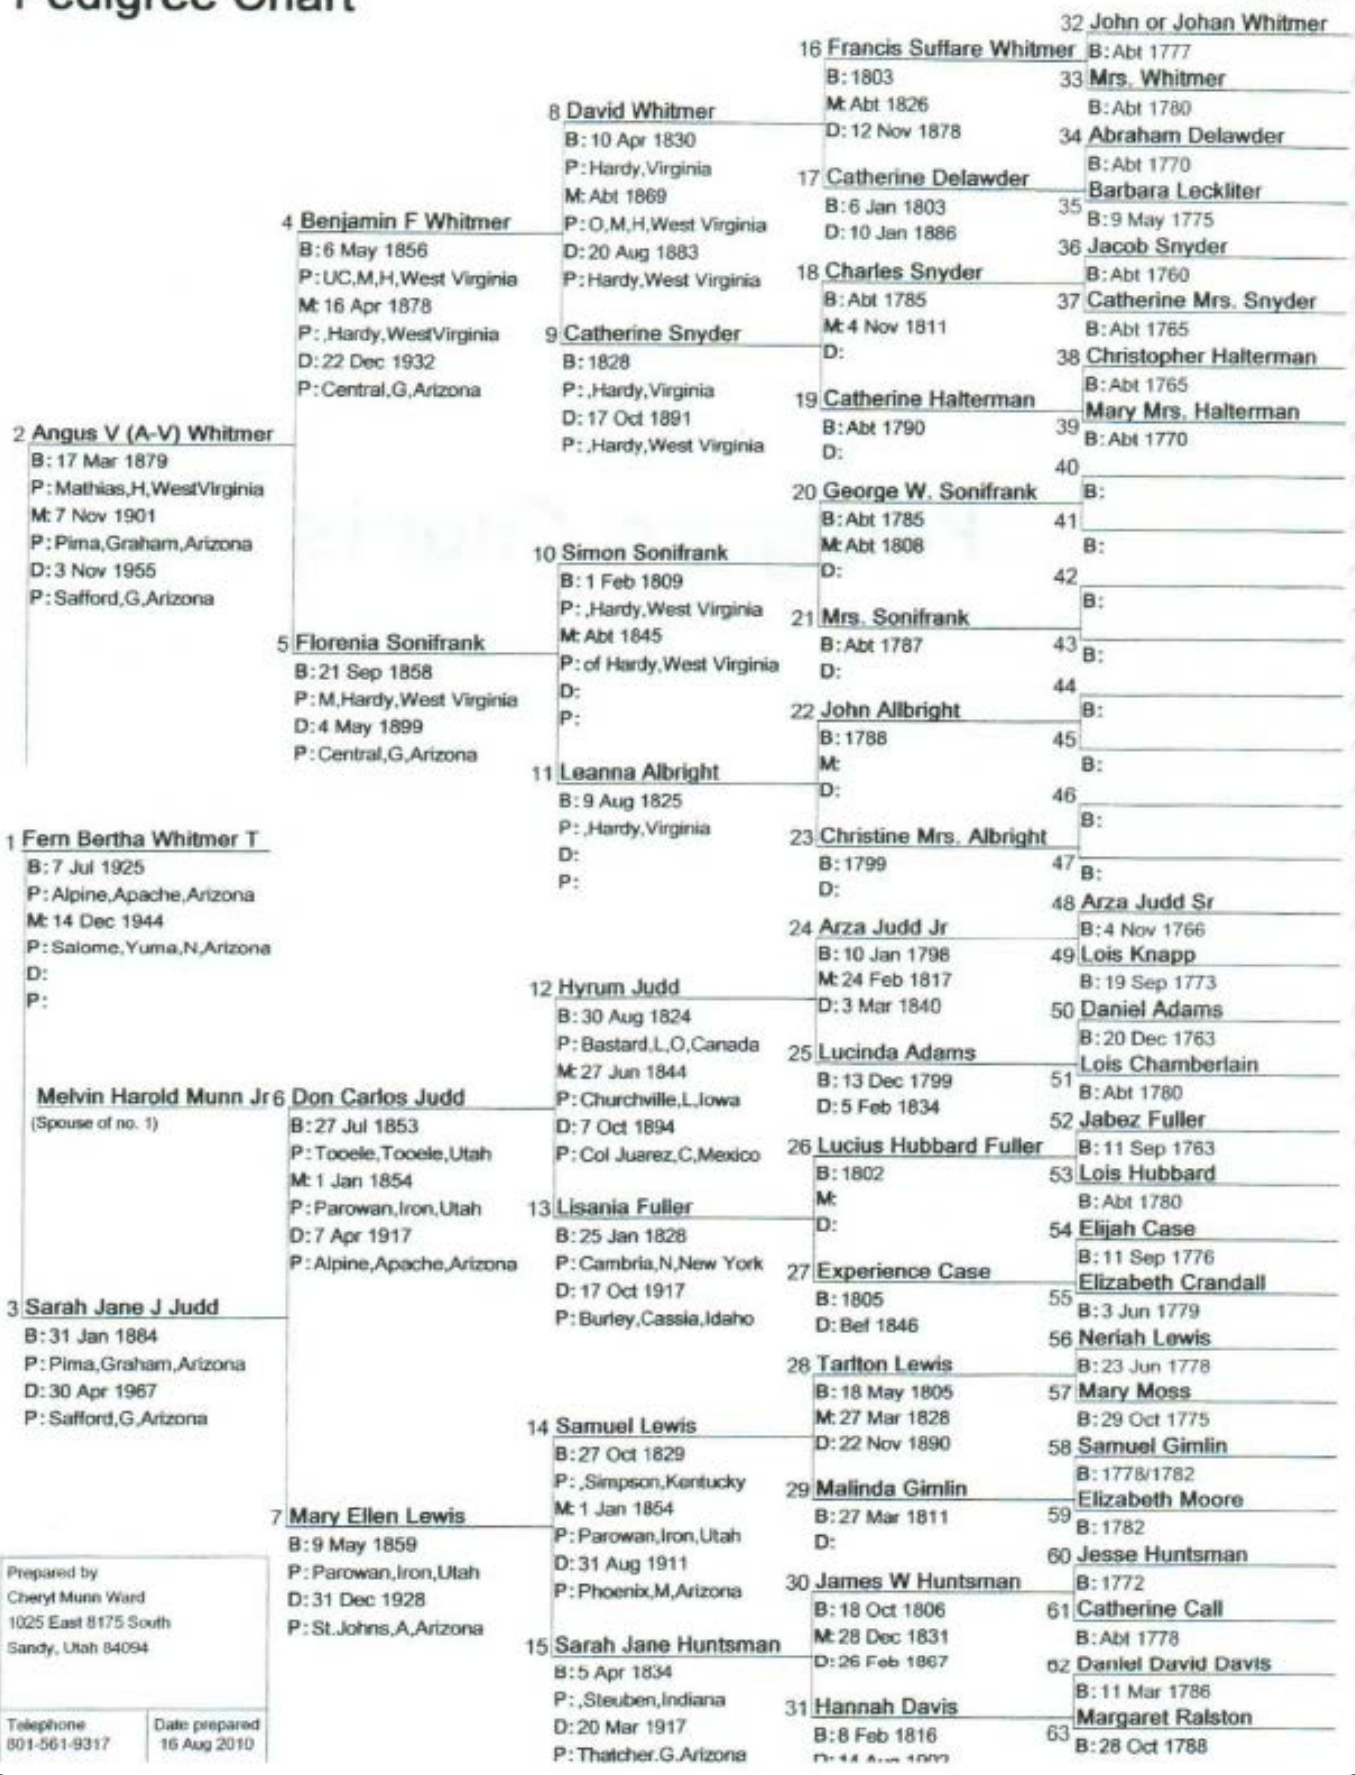 Pedigree Chart
2 Angus V (A-V) Whitmer
B: 17 Mar 1879
P: Mathias,H,WestVirginia
M: 7 Nov 1901
P: Pima,Graham,Arizona
D: 3 Nov 1955
P: Safford,G,Arizona
1 Fern Bertha Whitmer T
B: 7 Jul 1925
P: Alpine,Apache,Arizona
M: 14 Dec 1944
P: Salome,Yuma,N,Arizona
D:
P:
Melvin Harold Munn Jr
(Spouse of no. 1)
3 Sarah Jane J Judd
B: 31 Jan 1884
P: Pima,Graham,Arizona
D: 30 Apr 1967
P: Safford,G,Arizona
Prepared by
Cheryl Munn Ward
1025 East 8175 South
Sandy, Utah 84094
Telephone
801-561-9317
Date prepared
16 Aug 2010
4 Benjamin F Whitmer
B: 6 May 1856
P: UC,M,H,West Virginia
M: 16 Apr 1878
P: ,Hardy,WestVirginia
D: 22 Dec 1932
P: Central,G,Arizona
5 Florenia Sonifrank
B: 21 Sep 1858
P: M,Hardy,West Virginia
D: 4 May 1899
P: Central,G,Arizona
6 Don Carlos Judd
B: 27 Jul 1853
P: Tooele,Tooele,Utah
M: 1 Jan 1854
P: Parowan,Iron,Utah
D: 7 Apr 1917
P: Alpine,Apache,Arizona
7 Mary Ellen Lewis
B: 9 May 1859
P: Parowan,Iron,Utah
D: 31 Dec 1928
P: St.Johns,A,Arizona
8 David Whitmer
B: 10 Apr 1830
P: Hardy,Virginia
M: Abt 1869
P: O,M,H,West Virginia
D: 20 Aug 1883
P: Hardy,West Virginia
9 Catherine Snyder
B: 1828
P: ,Hardy,Virginia
D: 17 Oct 1891
P: ,Hardy,West Virginia
10 Simon Sonifrank
B: 1 Feb 1809
P: ,Hardy,West Virginia
M: Abt 1845
P: of Hardy,West Virginia
D:
P:
11 Leanna Albright
B: 9 Aug 1825
P: ,Hardy,Virginia
D:
P:
12 Hyrum Judd
B: 30 Aug 1824
P: Bastard,L,O,Canada
M: 27 Jun 1844
P: Churchville,L,Iowa
D: 7 Oct 1894
P: Col Juarez,C,Mexico
13 Lisania Fuller
B: 25 Jan 1828
P: Cambria,N,New York
D: 17 Oct 1917
P: Burley,Cassia,Idaho
14 Samuel Lewis
B: 27 Oct 1829
P: ,Simpson,Kentucky
M: 1 Jan 1854
P: Parowan,Iron,Utah
D: 31 Aug 1911
P: Phoenix,M,Arizona
15 Sarah Jane Huntsman
B: 5 Apr 1834
P: ,Steuben,Indiana
D: 20 Mar 1917
P: Thatcher.G.Arizona
16 Francis Suffare Whitmer
B: 1803
M: Abt 1826
D: 12 Nov 1878
17 Catherine Delawder
B: 6 Jan 1803
D: 10 Jan 1886
18 Charles Snyder
B: Abt 1785
M: 4 Nov 1811
D:
19 Catherine Halterman
B: Abt 1790
D:
20 George W. Sonifrank
B: Abt 1785
M: Abt 1808
D:
21 Mrs. Sonifrank
B: Abt 1787
D:
22 John Allbright
B: 1788
M:
D:
23 Christine Mrs. Albright
B: 1799
D:
24 Arza Judd Jr
B: 10 Jan 1798
M: 24 Feb 1817
D: 3 Mar 1840
25 Lucinda Adams
B: 13 Dec 1799
D: 5 Feb 1834
26 Lucius Hubbard Fuller
B: 1802
M:
D:
27 Experience Case
B: 1805
D: Bef 1846
28 Tarlton Lewis
B: 18 May 1805
M: 27 Mar 1828
D: 22 Nov 1890
29 Malinda Gimlin
B: 27 Mar 1811
D:
30 James W Huntsman
B: 18 Oct 1806
M: 28 Dec 1831
D: 26 Feb 1867
31 Hannah Davis
B: 8 Feb 1816
32 John or Johan Whitmer
B: Abt 1777
33 Mrs. Whitmer
B: Abt 1780
34 Abraham Delawder
B: Abt 1770
35 Barbara Leckliter
B: 9 May 1775
36 Jacob Snyder
B: Abt 1760
37 Catherine Mrs. Snyder
B: Abt 1765
38 Christopher Halterman
B: Abt 1765
39 Mary Mrs. Halterman
B: Abt 1770
40
B:
41
B:
42
B:
43
B:
44
B:
45
B:
46
B:
47
B:
48 Arza Judd Sr
B: 4 Nov 1766
49 Lois Knapp
B: 19 Sep 1773
50 Daniel Adams
B: 20 Dec 1763
51 Lois Chamberlain
B: Abt 1780
52 Jabez Fuller
B: 11 Sep 1763
53 Lois Hubbard
B: Abt 1780
54 Elijah Case
B: 11 Sep 1776
55 Elizabeth Crandall
B: 3 Jun 1779
56 Neriah Lewis
B: 23 Jun 1778
57 Mary Moss
B: 29 Oct 1775
58 Samuel Gimlin
B: 1778/1782
59 Elizabeth Moore
B: 1782
60 Jesse Huntsman
B: 1772
61 Catherine Call
B: Abt 1778
62 Daniel David Davis
B: 11 Mar 1786
63 Margaret Ralston
B: 28 Oct 1788